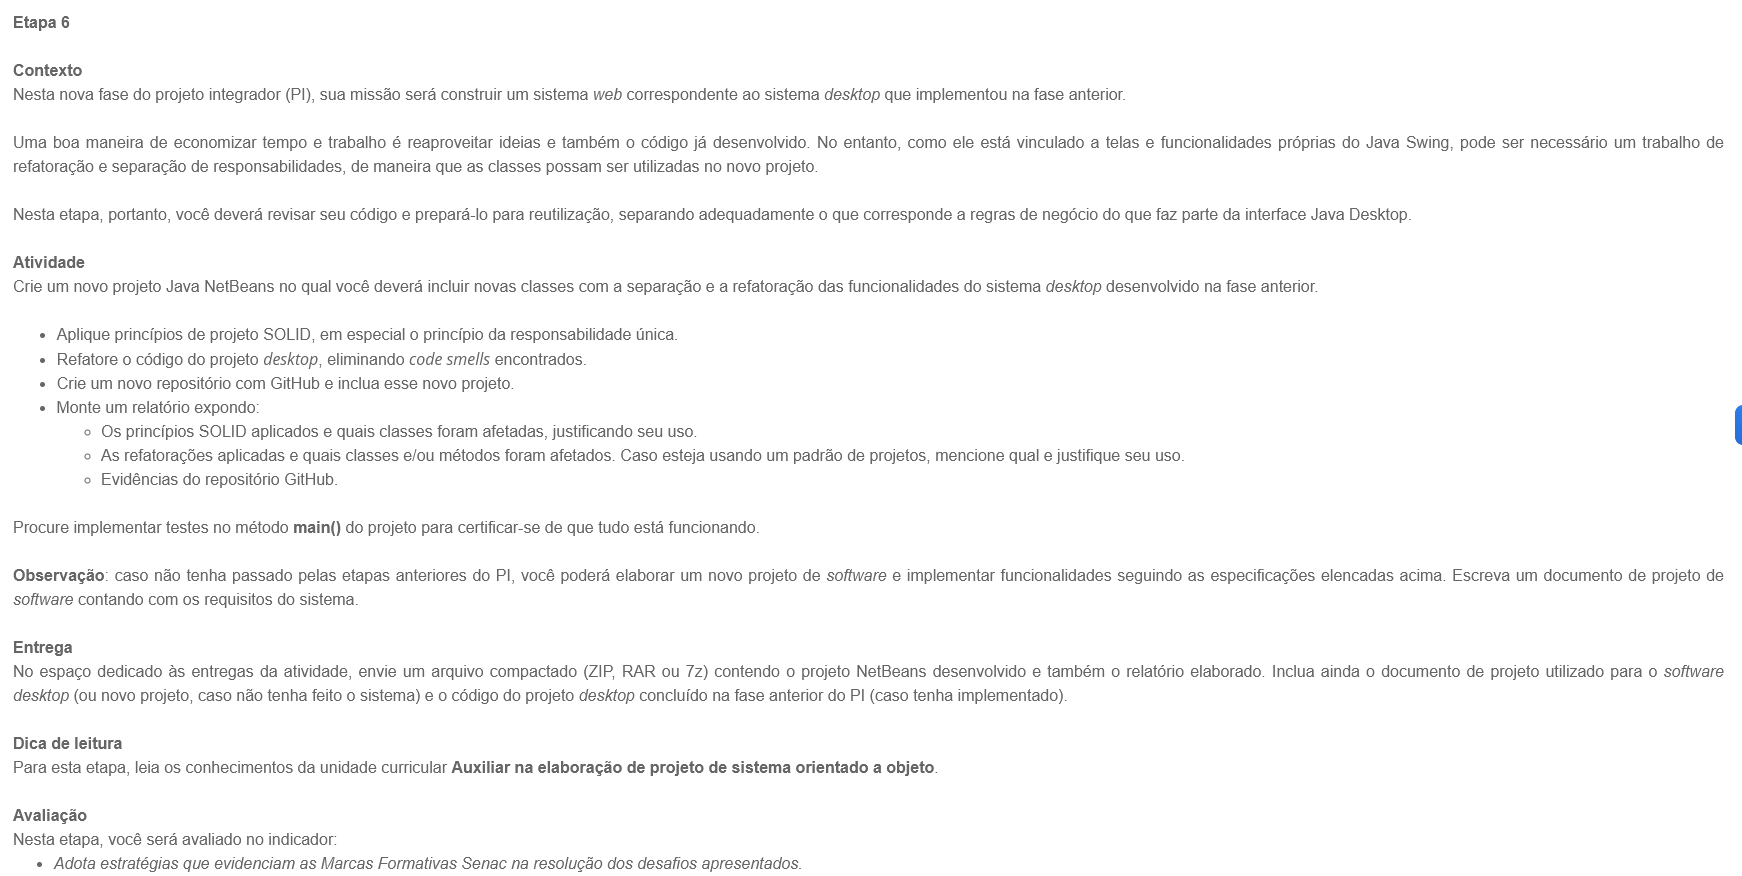 Etapa 6
Contexto
Nesta nova fase do projeto integrador (PI), sua missão será construir um sistema web correspondente ao sistema desktop que implementou na fase anterior.
Uma boa maneira de economizar tempo e trabalho é reaproveitar ideias e também o código já desenvolvido. No entanto, como ele está vinculado a telas e funcionalidades próprias do Java Swing, pode ser necessário um trabalho de
refatoração e separação de responsabilidades, de maneira que as classes possam ser utilizadas no novo projeto.
Nesta etapa, portanto, você deverá revisar seu código e prepará-lo para reutilização, separando adequadamente o que corresponde a regras de negócio do que faz parte da interface Java Desktop.
Atividade
Crie um novo projeto Java NetBeans no qual você deverá incluir novas classes com a separação e a refatoração das funcionalidades do sistema desktop desenvolvido na fase anterior.
• Aplique princípios de projeto SOLID, em especial o princípio da responsabilidade única.
• Refatore o código do projeto desktop, eliminando code smells encontrados.
• Crie um novo repositório com GitHub e inclua esse novo projeto.
• Monte um relatório expondo:
◦ Os princípios SOLID aplicados e quais classes foram afetadas, justificando seu uso.
◦ As refatorações aplicadas e quais classes e/ou métodos foram afetados. Caso esteja usando um padrão de projetos, mencione qual e justifique seu uso.
◦ Evidências do repositório GitHub.
Procure implementar testes no método main() do projeto para certificar-se de que tudo está funcionando.
Observação: caso não tenha passado pelas etapas anteriores do PI, você poderá elaborar um novo projeto de software e implementar funcionalidades seguindo as especificações elencadas acima. Escreva um documento de projeto de
software contando com os requisitos do sistema.
Entrega
No espaço dedicado às entregas da atividade, envie um arquivo compactado (ZIP, RAR ou 7z) contendo o projeto NetBeans desenvolvido e também o relatório elaborado. Inclua ainda o documento de projeto utilizado para o software
desktop (ou novo projeto, caso não tenha feito o sistema) e o código do projeto desktop concluído na fase anterior do PI (caso tenha implementado).
Dica de leitura
Para esta etapa, leia os conhecimentos da unidade curricular Auxiliar na elaboração de projeto de sistema orientado a objeto.
Avaliação
Nesta etapa, você será avaliado no indicador:
• Adota estratégias que evidenciam as Marcas Formativas Senac na resolução dos desafios apresentados.